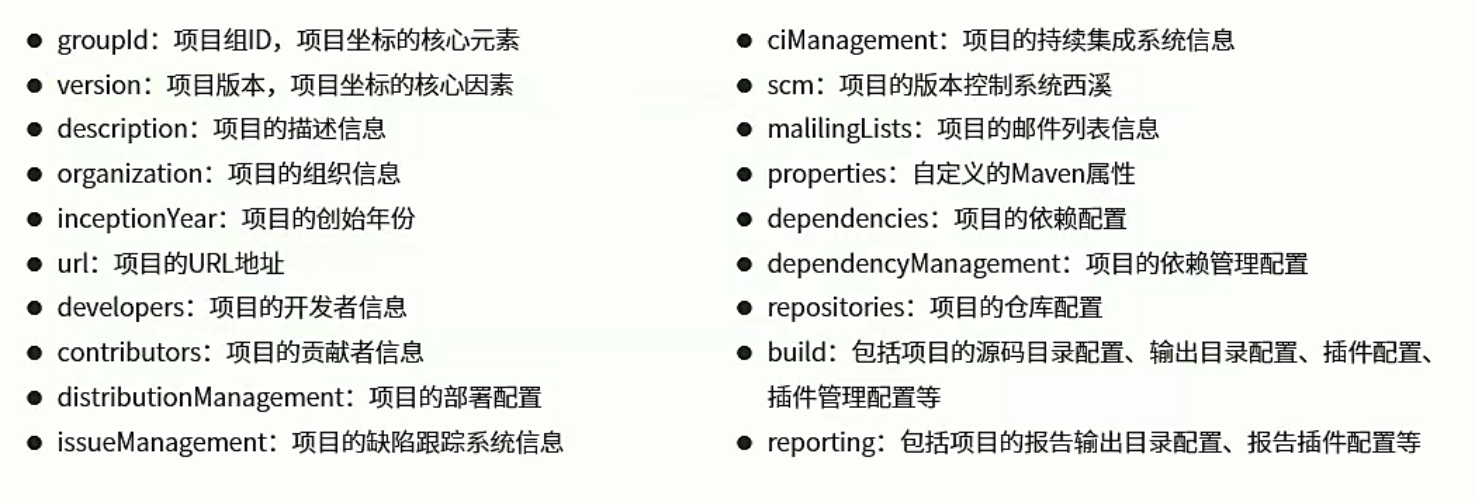 ● groupId：项目组ID，项目坐标的核心元素
● version：项目版本，项目坐标的核心因素
● description：项目的描述信息
● organization：项目的组织信息
● inceptionYear：项目的创始年份
● url：项目的URL地址
● developers：项目的开发者信息
● contributors：项目的贡献者信息
● distributionManagement：项目的部署配置
● issueManagement：项目的缺陷跟踪系统信息
● ciManagement：项目的持续集成系统信息
● scm：项目的版本控制系统西溪
● malilingLists：项目的邮件列表信息
● properties：自定义的Maven属性
● dependencies：项目的依赖配置
● dependencyManagement：项目的依赖管理配置
● repositories：项目的仓库配置
● build：包括项目的源码目录配置、输出目录配置、插件配置、
插件管理配置等
● reporting：包括项目的报告输出目录配置、报告插件配置等